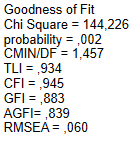 Goodness of Fit
Chi Square = 144,226
probability = ,002
CMIN/DF = 1,457
TLI = ,934
CFI = ,945
GFI = ,883
AGFI= ,839
RMSEA = ,060